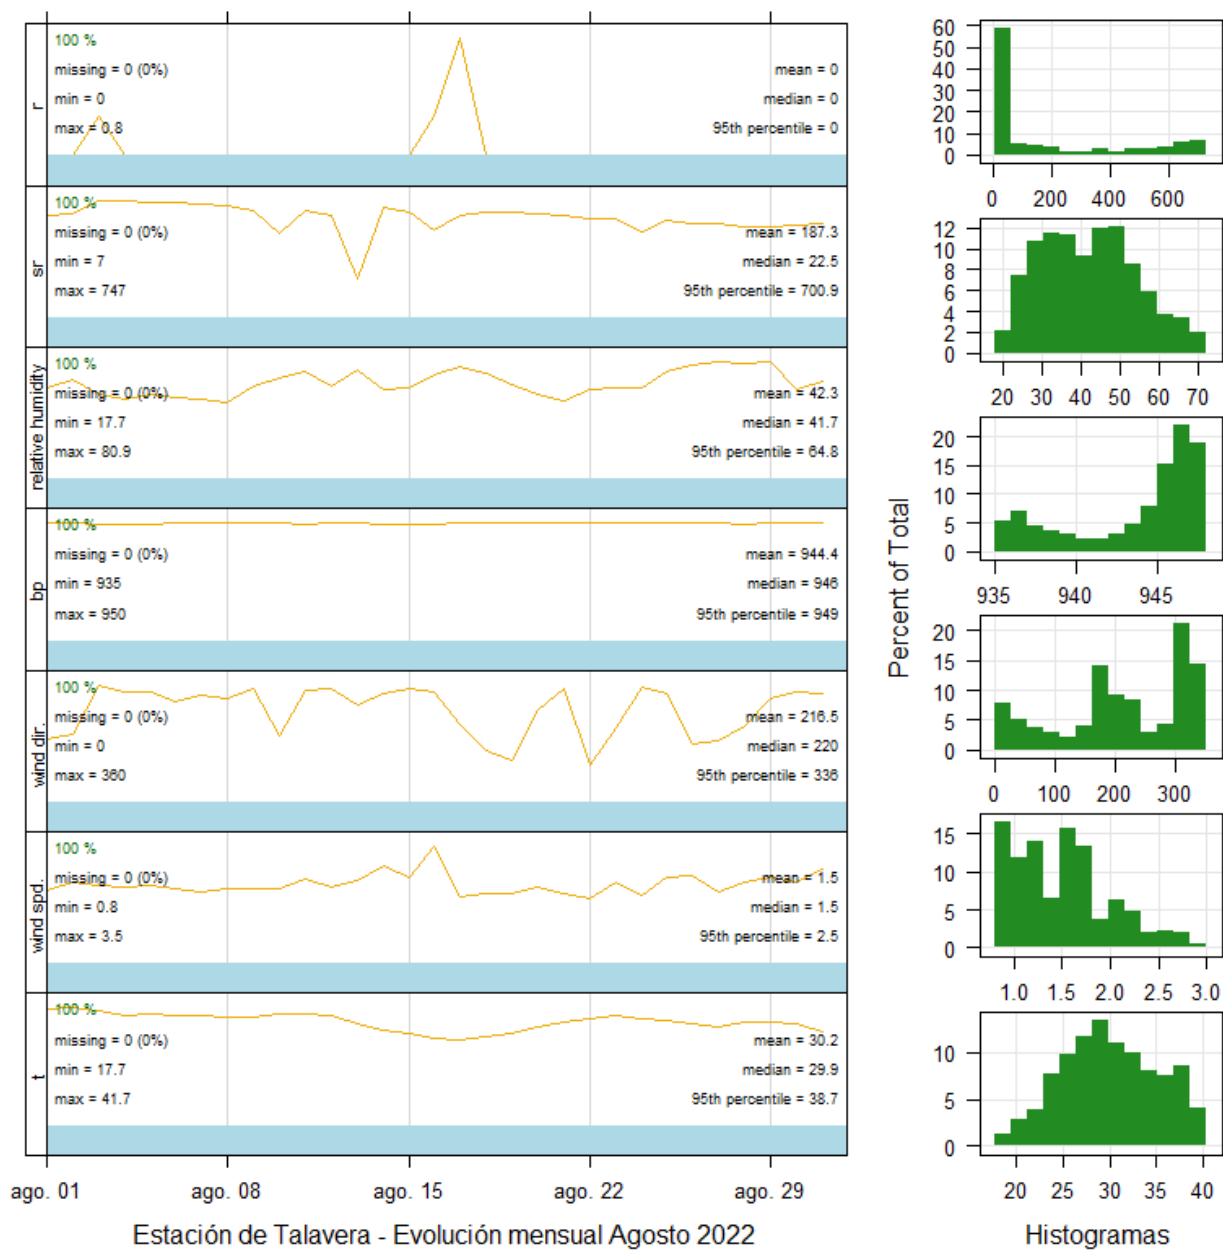 r
100 %
missing = 0 (0%)
min = 0
max = 0.8
mean = 0
median = 0
95th percentile = 0
sr
100 %
missing = 0 (0%)
min = 7
max = 747
mean = 187.3
median = 22.5
95th percentile = 700.9
relative humidity
100 %
missing = 0 (0%)
min = 17.7
max = 80.9
mean = 42.3
median = 41.7
95th percentile = 64.8
bp
100 %
missing = 0 (0%)
min = 935
max = 950
mean = 944.4
median = 946
95th percentile = 949
wind dir.
100 %
missing = 0 (0%)
min = 0
max = 360
mean = 216.5
median = 220
95th percentile = 336
wind spd.
100 %
missing = 0 (0%)
min = 0.8
max = 3.5
mean = 1.5
median = 1.5
95th percentile = 2.5
t
100 %
missing = 0 (0%)
min = 17.7
max = 41.7
mean = 30.2
median = 29.9
95th percentile = 38.7
ago. 01 ago. 08 ago. 15 ago. 22 ago. 29
Estación de Talavera - Evolución mensual Agosto 2022
Percent of Total
60
50
40
30
20
10
0
0 200 400 600
12
10
8
6
4
2
0
20 30 40 50 60 70
20
15
10
5
0
935 940 945
20
15
10
5
0
0 100 200 300
15
10
5
0
1.0 1.5 2.0 2.5 3.0
10
5
0
20 25 30 35 40
Histogramas